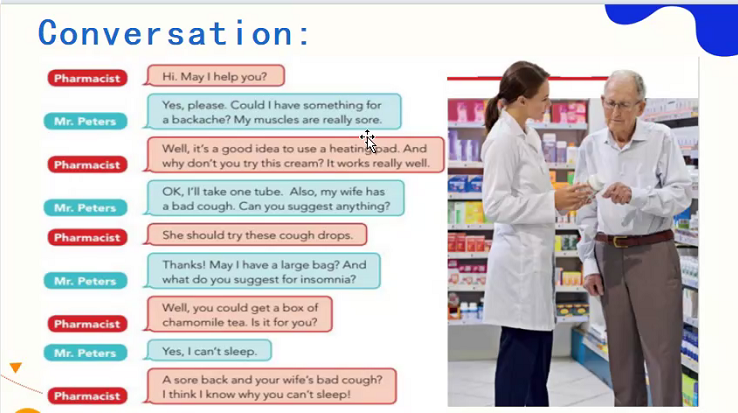 Conversation:
Pharmacist
Hi. May I help you?
Mr. Peters
Yes, please. Could I have something for
a backache? My muscles are really sore.
Pharmacist
Well, it's a good idea to use a heating pad. And
why don't you try this cream? It works really well.
Mr. Peters
OK, I'll take one tube. Also, my wife has
a bad cough. Can you suggest anything?
Pharmacist
She should try these cough drops.
Mr. Peters
Thanks! May I have a large bag? And
what do you suggest for insomnia?
Pharmacist
Well, you could get a box of
chamomile tea. Is it for you?
Mr. Peters
Yes, I can't sleep.
Pharmacist
A sore back and your wife's bad cough?
I think I know why you can't sleep!